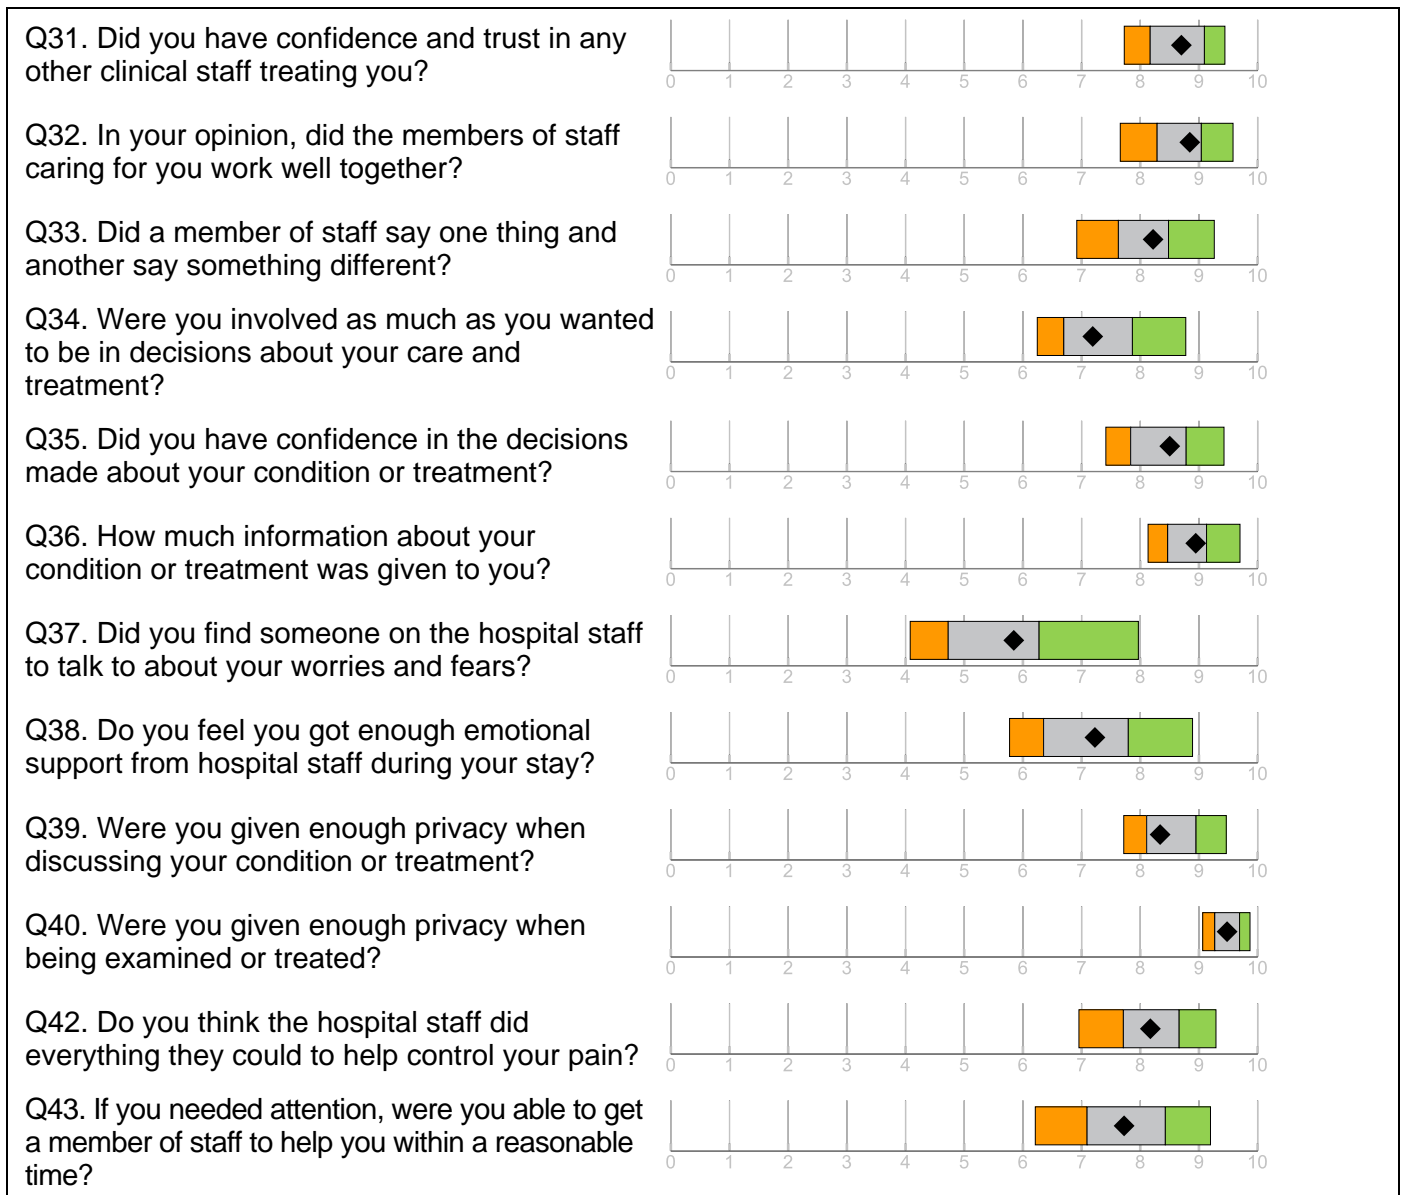 Q31. Did you have confidence and trust in any
other clinical staff treating you?
0 1 2 3 4 5 6 7 8 9 10
Q32. In your opinion, did the members of staff
caring for you work well together?
0 1 2 3 4 5 6 7 8 9 10
Q33. Did a member of staff say one thing and
another say something different?
0 1 2 3 4 5 6 7 8 9 10
Q34. Were you involved as much as you wanted
to be in decisions about your care and
treatment?
0 1 2 3 4 5 6 7 8 9 10
Q35. Did you have confidence in the decisions
made about your condition or treatment?
0 1 2 3 4 5 6 7 8 9 10
Q36. How much information about your
condition or treatment was given to you?
0 1 2 3 4 5 6 7 8 9 10
Q37. Did you find someone on the hospital staff
to talk to about your worries and fears?
0 1 2 3 4 5 6 7 8 9 10
Q38. Do you feel you got enough emotional
support from hospital staff during your stay?
0 1 2 3 4 5 6 7 8 9 10
Q39. Were you given enough privacy when
discussing your condition or treatment?
0 1 2 3 4 5 6 7 8 9 10
Q40. Were you given enough privacy when
being examined or treated?
0 1 2 3 4 5 6 7 8 9 10
Q42. Do you think the hospital staff did
everything they could to help control your pain?
0 1 2 3 4 5 6 7 8 9 10
Q43. If you needed attention, were you able to get
a member of staff to help you within a reasonable
time?
0 1 2 3 4 5 6 7 8 9 10